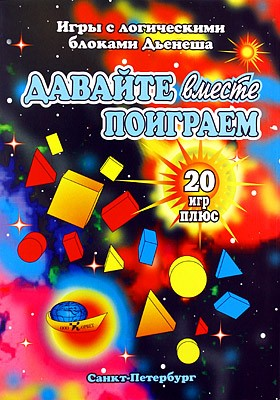 Игры с логическими
блоками Дьенеша
ДАВАЙТЕ вместе
ПОИГРАЕМ
20
игр
плюс
Санкт-Петербург